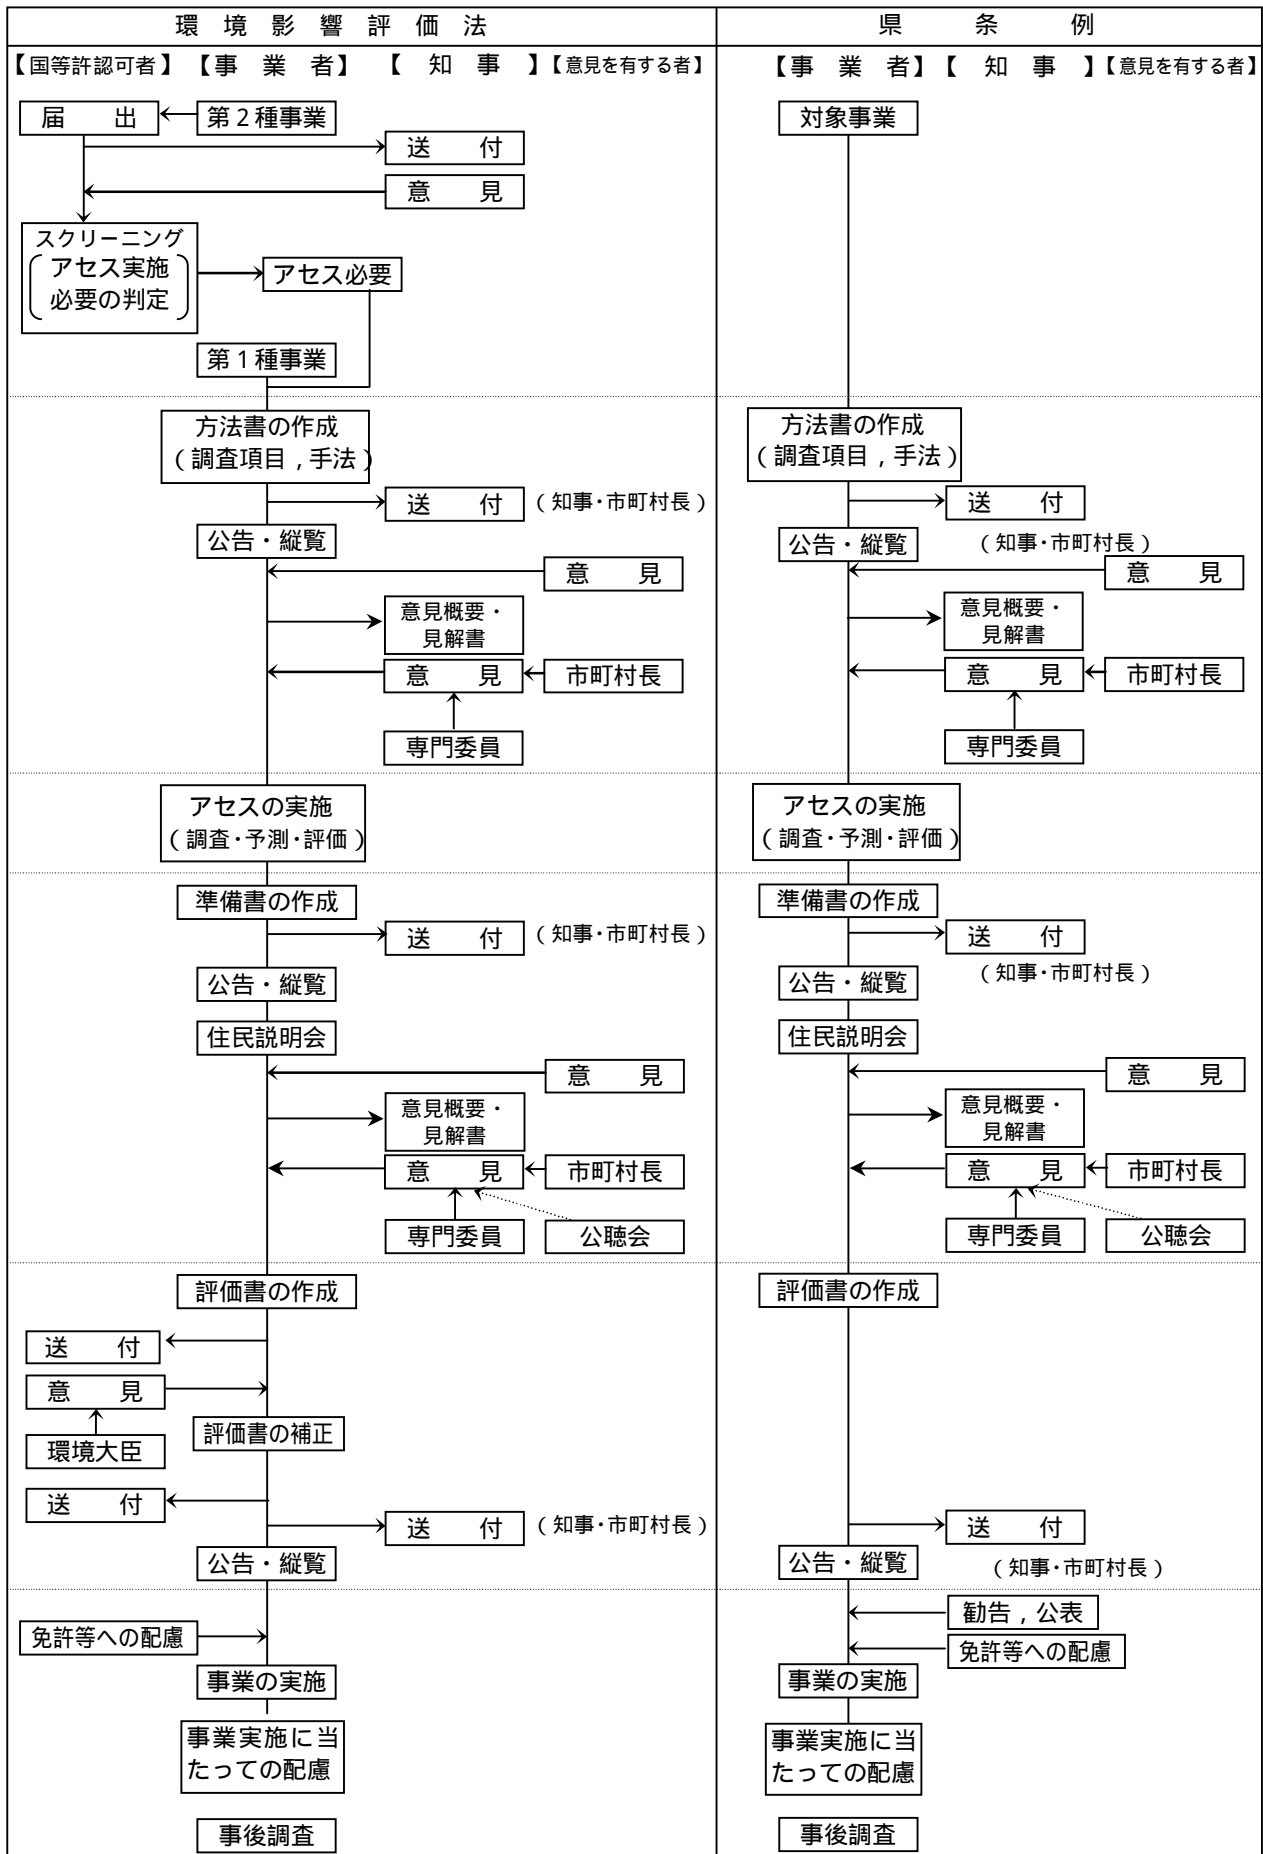 環境影響評価法
県条例
【国等許認可者】【事業者】【知事】【意見を有する者】
【事業者】【知事】【意見を有する者】
届出
第２種事業
対象事業
送付
意見
スクリーニング
アセス実施
必要の判定
アセス必要
第１種事業
方法書の作成
（調査項目，手法）
方法書の作成
（調査項目，手法）
送付
（知事・市町村長）
送付
公告・縦覧
公告・縦覧
（知事・市町村長）
意見
意見
意見概要・
見解書
意見概要・
見解書
意見
市町村長
意見
市町村長
専門委員
専門委員
アセスの実施
（調査・予測・評価）
アセスの実施
（調査・予測・評価）
準備書の作成
準備書の作成
送付
（知事・市町村長）
送付
公告・縦覧
公告・縦覧
（知事・市町村長）
住民説明会
住民説明会
意見
意見
意見概要・
見解書
意見概要・
見解書
意見
市町村長
意見
市町村長
専門委員
公聴会
専門委員
公聴会
評価書の作成
評価書の作成
送付
意見
評価書の補正
環境大臣
送付
送付
（知事・市町村長）
送付
公告・縦覧
公告・縦覧
（知事・市町村長）
勧告，公表
免許等への配慮
免許等への配慮
事業の実施
事業の実施
事業実施に当
たっての配慮
事業実施に当
たっての配慮
事後調査
事後調査